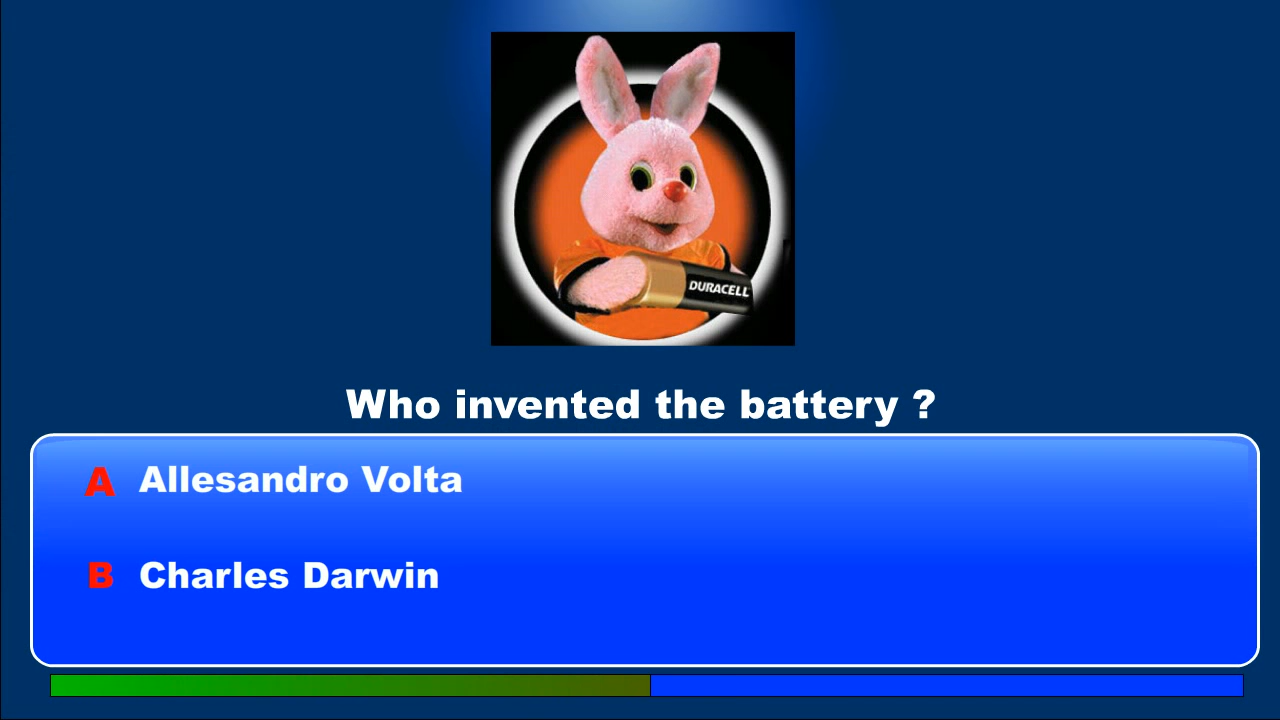 DURACELL
Who invented the battery ?
A Allesandro Volta
B Charles Darwin